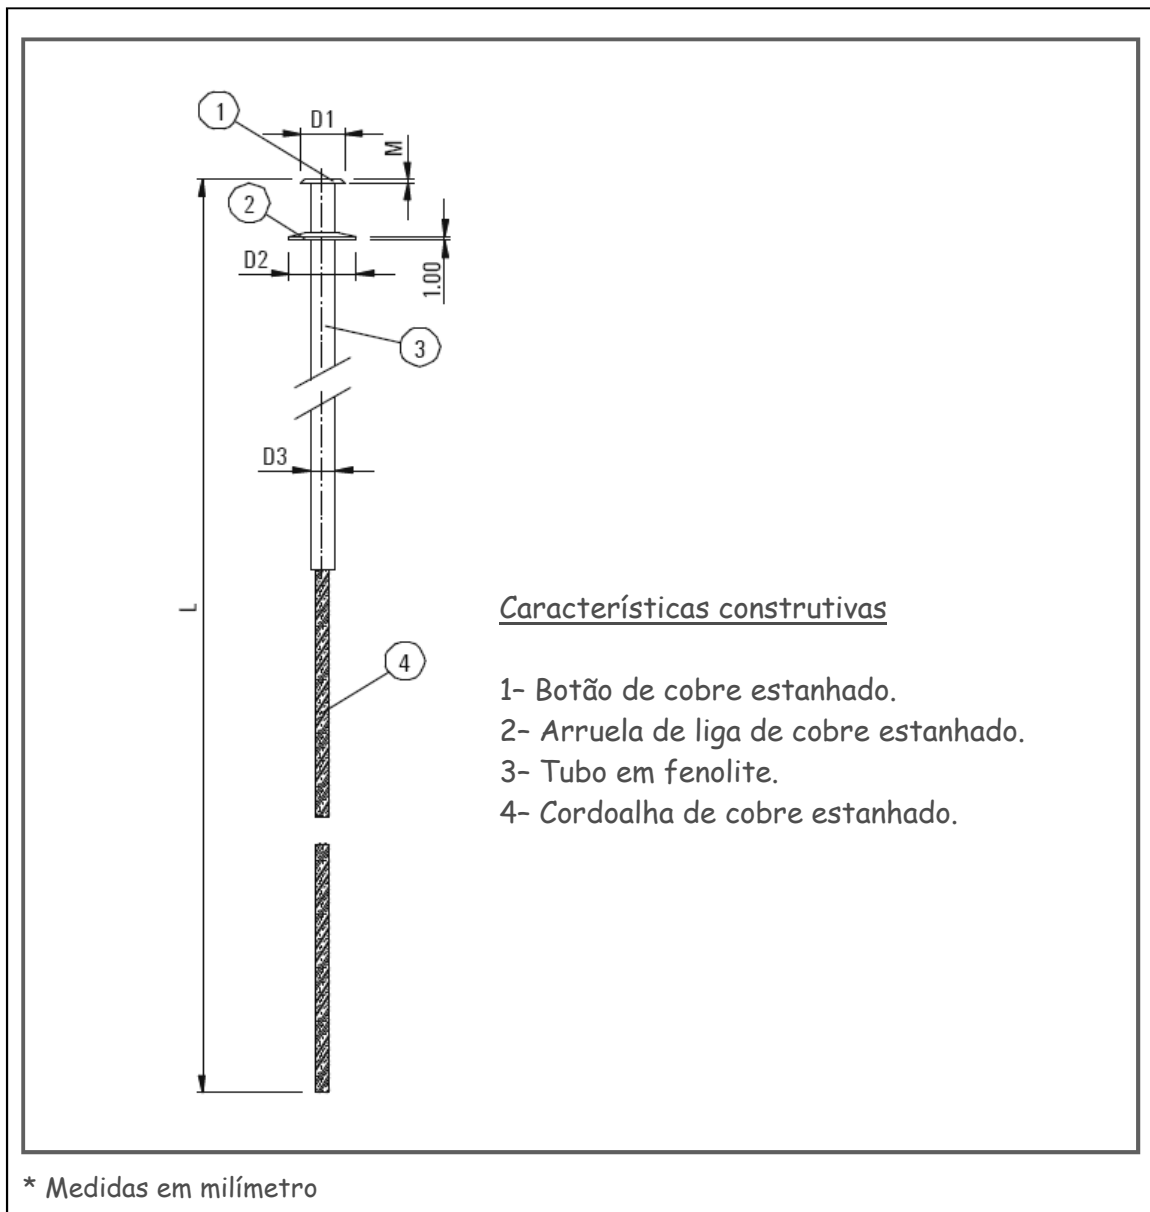 1
D1
M
2
D2
1.00
3
D3
L
4
Características construtivas
1– Botão de cobre estanhado.
2– Arruela de liga de cobre estanhado.
3– Tubo em fenolite.
4– Cordoalha de cobre estanhado.
* Medidas em milímetro